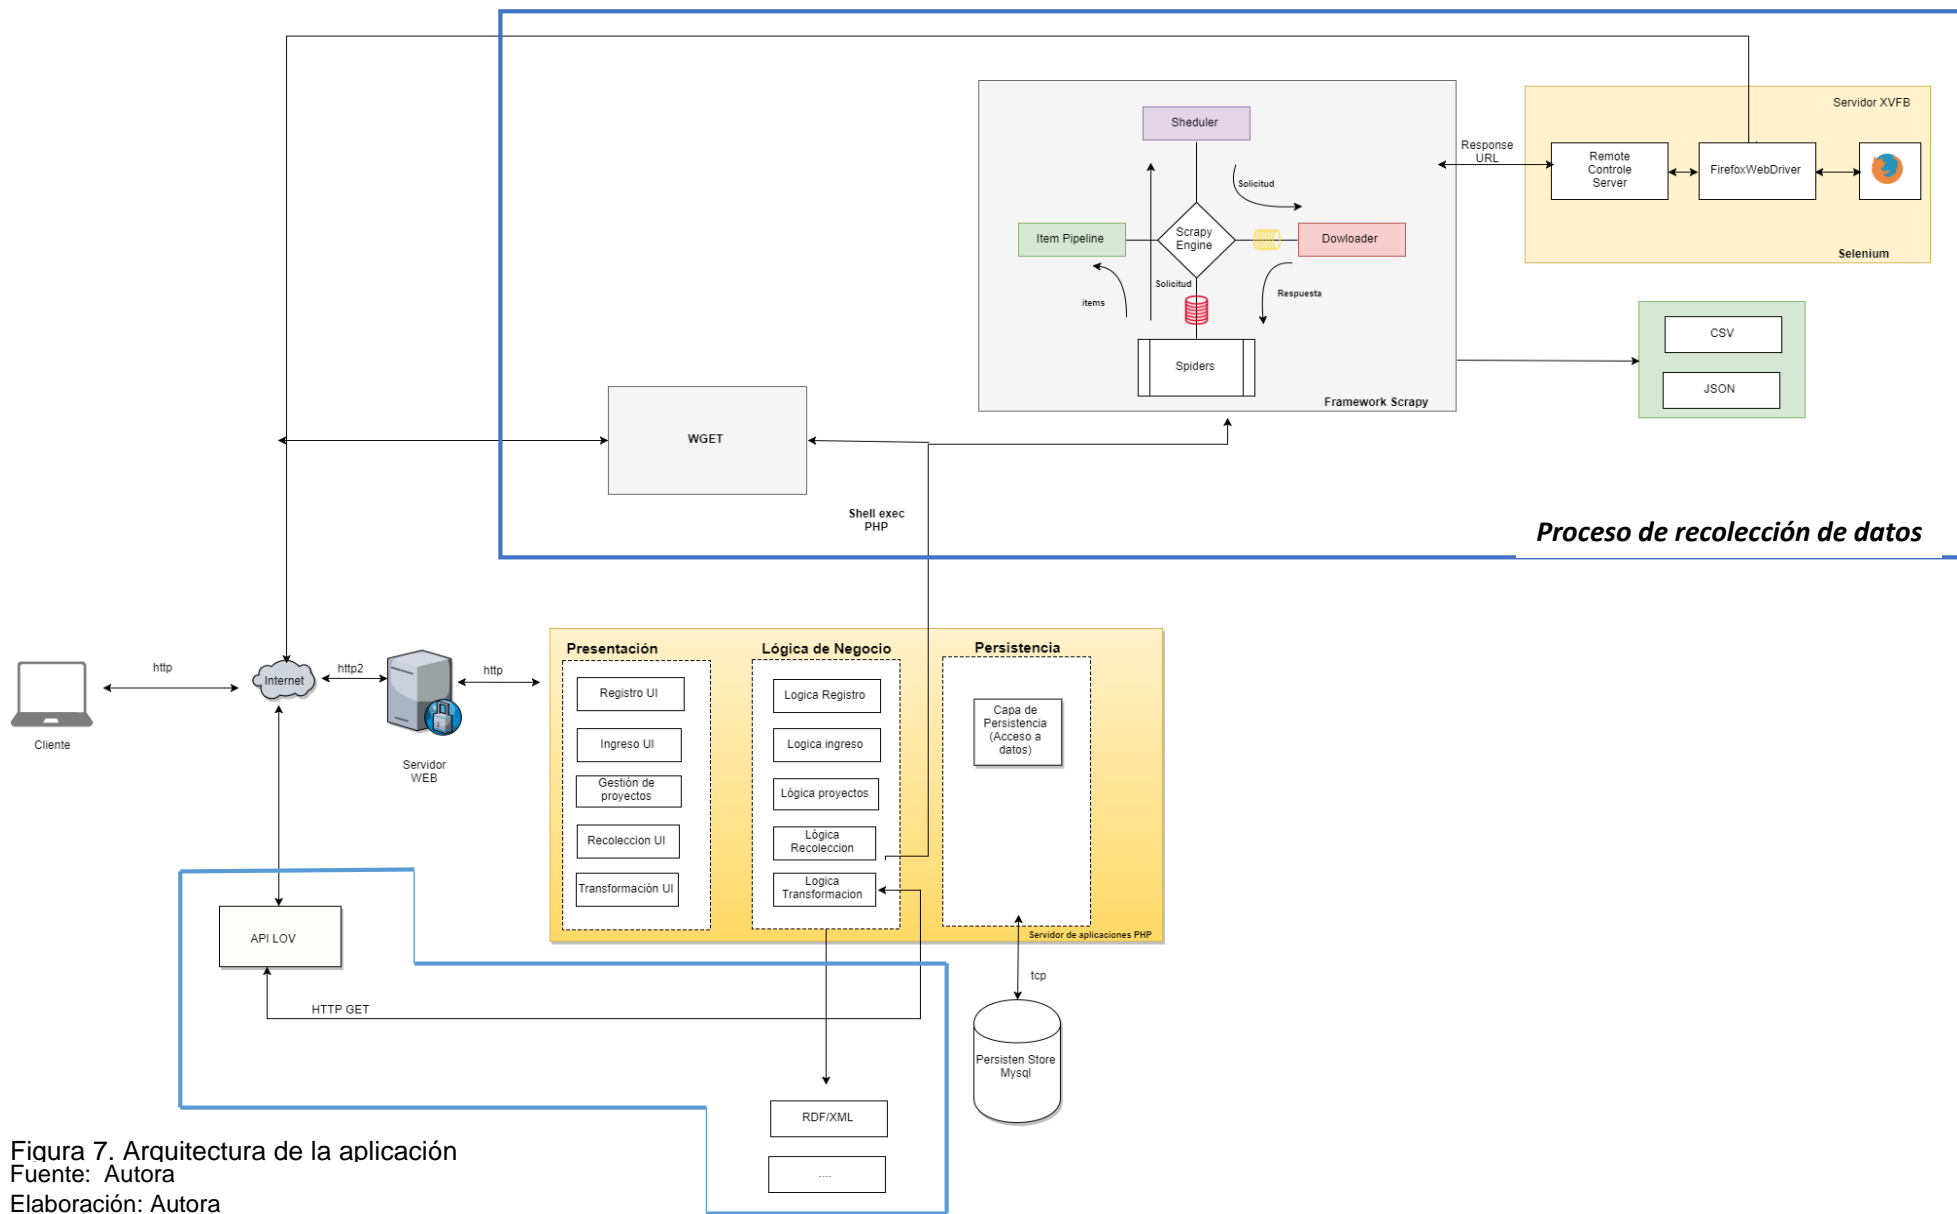 Servidor XVFB
Sheduler
Response
URL
Remote
Controle
Server
FirefoxWebDriver
Solicitud
Item Pipeline
Scrapy
Engine
Dowloader
Selenium
Solicitud
items
Respuesta
CSV
Spiders
JSON
Framework Scrapy
WGET
Shell exec
PHP
Proceso de recolección de datos
Presentación
Lógica de Negocio
Persistencia
http
Internet
http2
http
Cliente
Servidor
WEB
Registro UI
Ingreso UI
Gestión de
proyectos
Recoleccion UI
Transformación UI
Logica Registro
Logica ingreso
Lógica proyectos
Lógica
Recoleccion
Logica
Transformacion
Capa de
Persistencia
(Acceso a
datos)
Servidor de aplicaciones PHP
API LOV
HTTP GET
tcp
Persisten Store
Mysql
RDF/XML
....
Figura 7. Arquitectura de la aplicación
Fuente: Autora
Elaboración: Autora